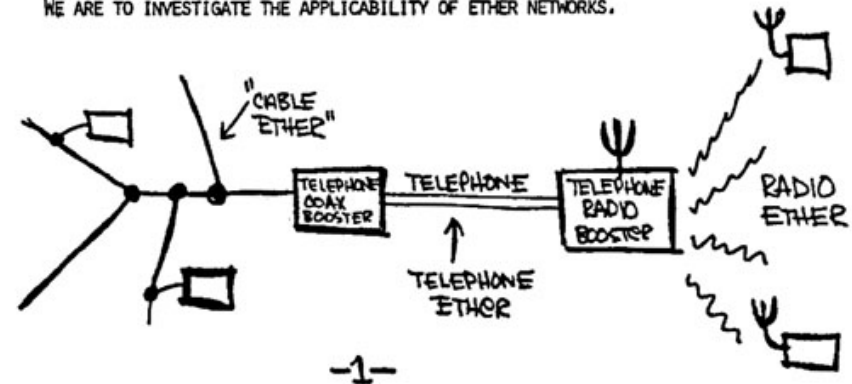 WE ARE TO INVESTIGATE THE APPLICABILITY OF ETHER NETWORKS.
"CABLE
ETHER"
TELEPHONE
COAX
BOOSTER
TELEPHONE
TELEPHONE
ETHER
TELEPHONE
RADIO
BOOSTER
RADIO
ETHER
-1-